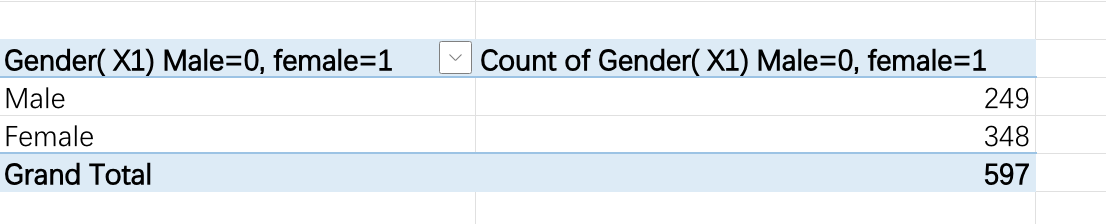 Gender( X1) Male=0, female=1 Count of Gender( X1) Male=0, female=1
Male 249
Female 348
Grand Total 597